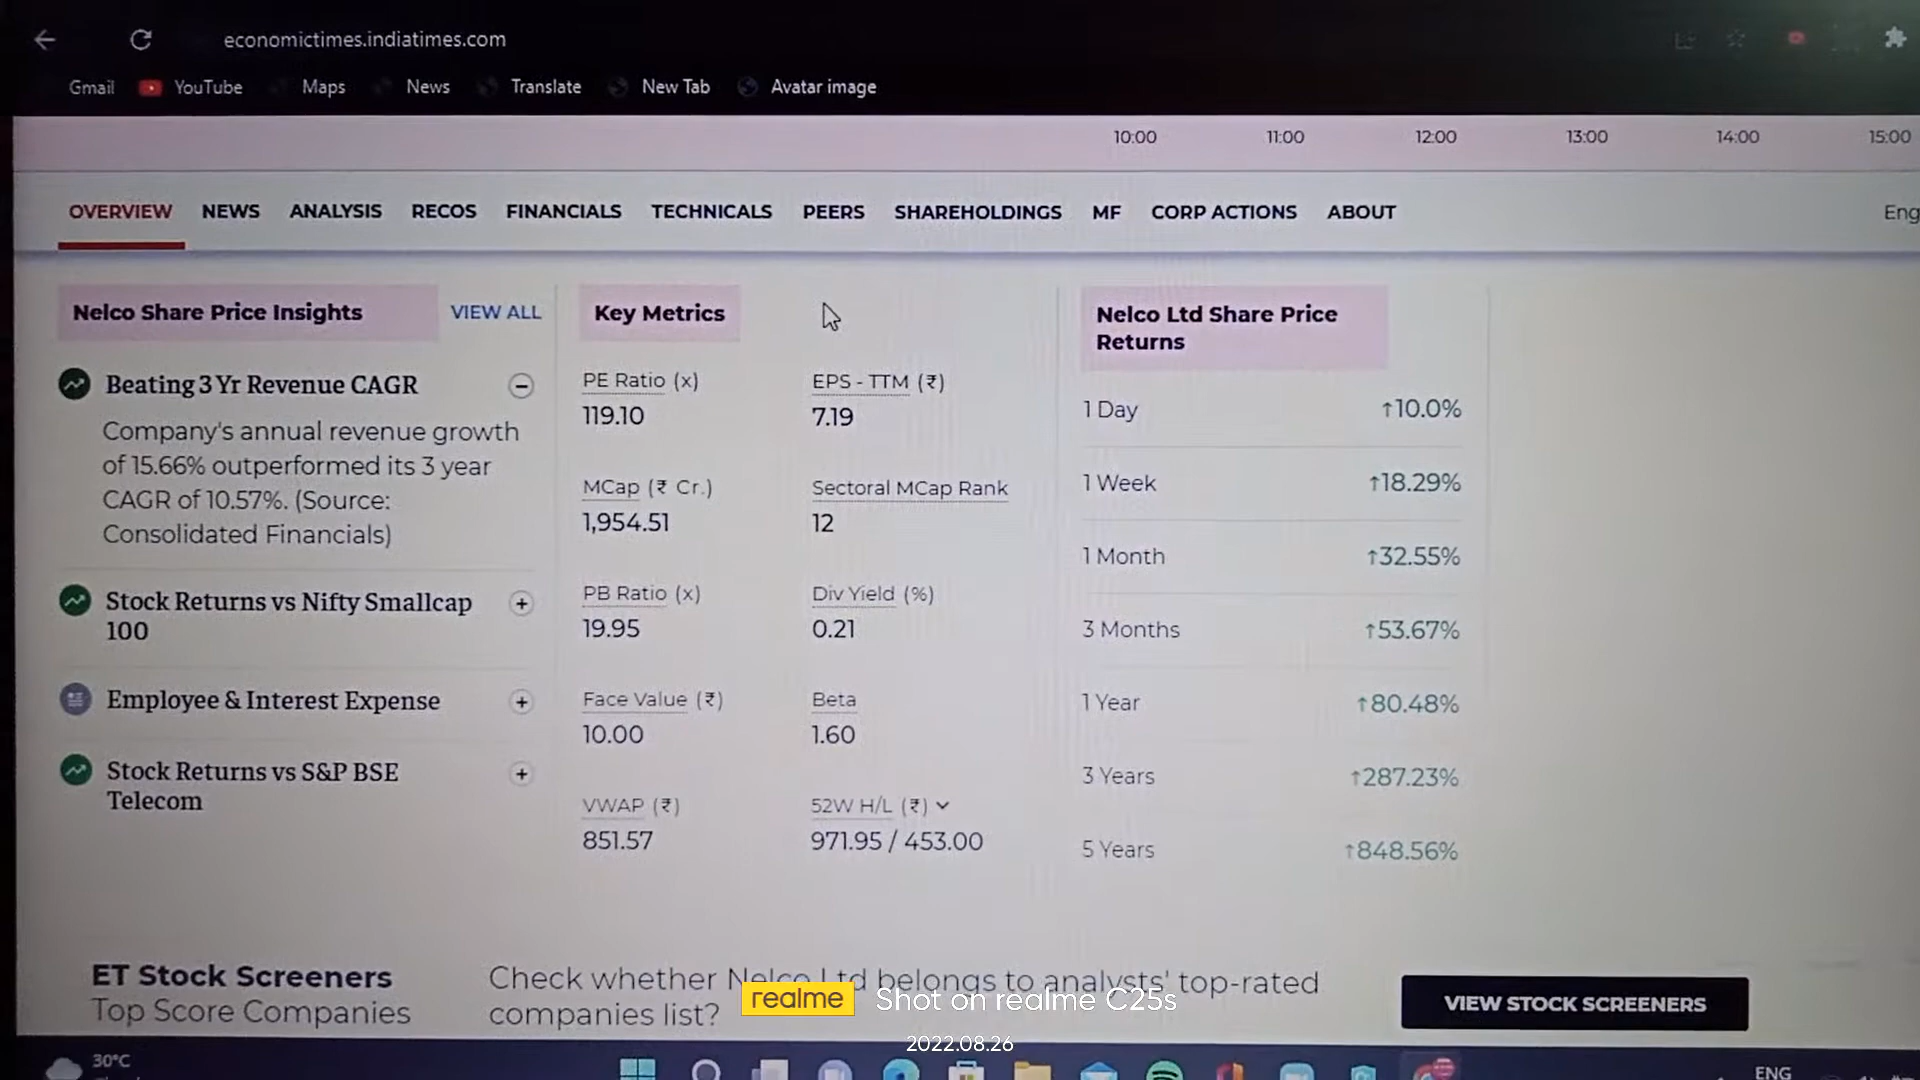 economictimes.indiatimes.com
Gmail YouTube Maps News Translate New Tab Avatar image
10:00 11:00 12:00 13:00 14:00 15:00
OVERVIEW NEWS ANALYSIS RECOS FINANCIALS TECHNICALS PEERS SHAREHOLDINGS MF CORP ACTIONS ABOUT Eng
Nelco Share Price Insights VIEW ALL
Beating 3 Yr Revenue CAGR
Company's annual revenue growth
of 15.66% outperformed its 3 year
CAGR of 10.57%. (Source:
Consolidated Financials)
Stock Returns vs Nifty Smallcap
100
Employee & Interest Expense
Stock Returns vs S&P BSE
Telecom
Key Metrics
PE Ratio (x) EPS - TTM (₹)
119.10 7.19
MCap (₹ Cr.) Sectoral MCap Rank
1,954.51 12
PB Ratio (x) Div Yield (%)
19.95 0.21
Face Value (₹) Beta
10.00 1.60
VWAP (₹) 52W H/L (₹)
851.57 971.95 / 453.00
Nelco Ltd Share Price
Returns
1 Day ↑10.0%
1 Week ↑18.29%
1 Month ↑32.55%
3 Months ↑53.67%
1 Year ↑80.48%
3 Years ↑287.23%
5 Years ↑848.56%
ET Stock Screeners
Top Score Companies
Check whether Nelco Ltd belongs to analysts' top-rated
companies list?
VIEW STOCK SCREENERS
realme Shot on realme C25s
2022.08.26
30°C
ENG